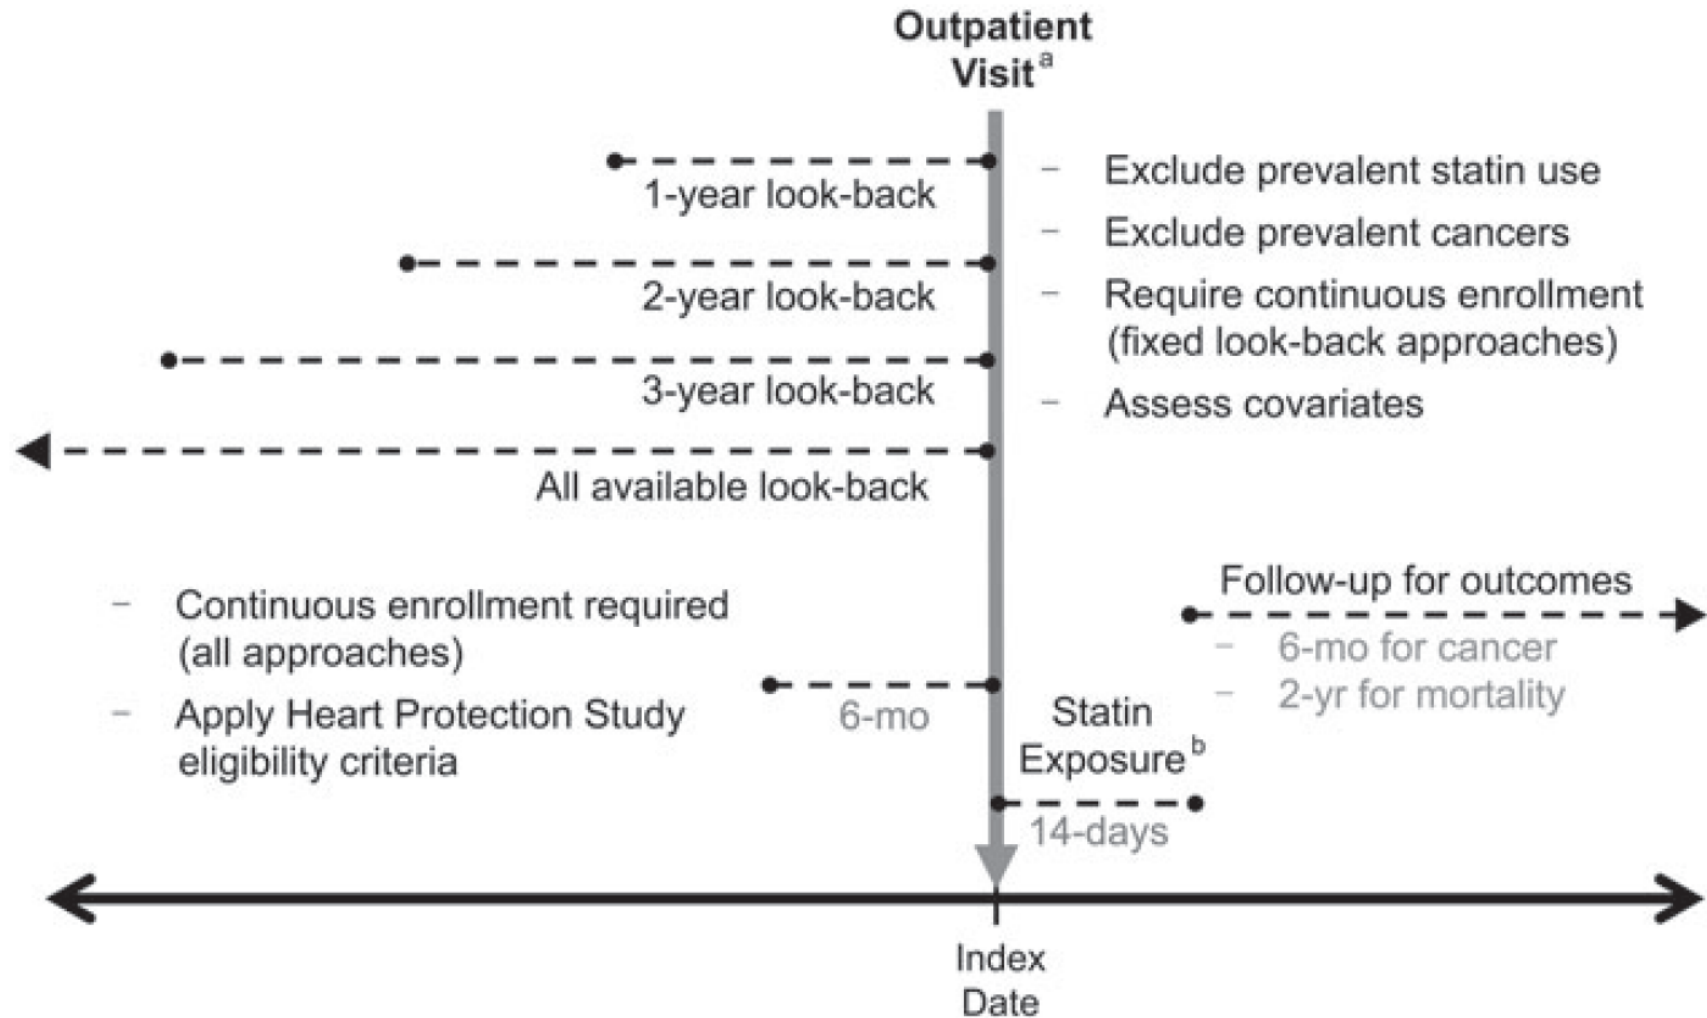 Outpatient
Visit a
1-year look-back
2-year look-back
3-year look-back
All available look-back
– Exclude prevalent statin use
– Exclude prevalent cancers
– Require continuous enrollment
(fixed look-back approaches)
– Assess covariates
– Continuous enrollment required
(all approaches)
– Apply Heart Protection Study
eligibility criteria
6-mo
Follow-up for outcomes
– 6-mo for cancer
– 2-yr for mortality
Statin
Exposure b
14-days
Index
Date